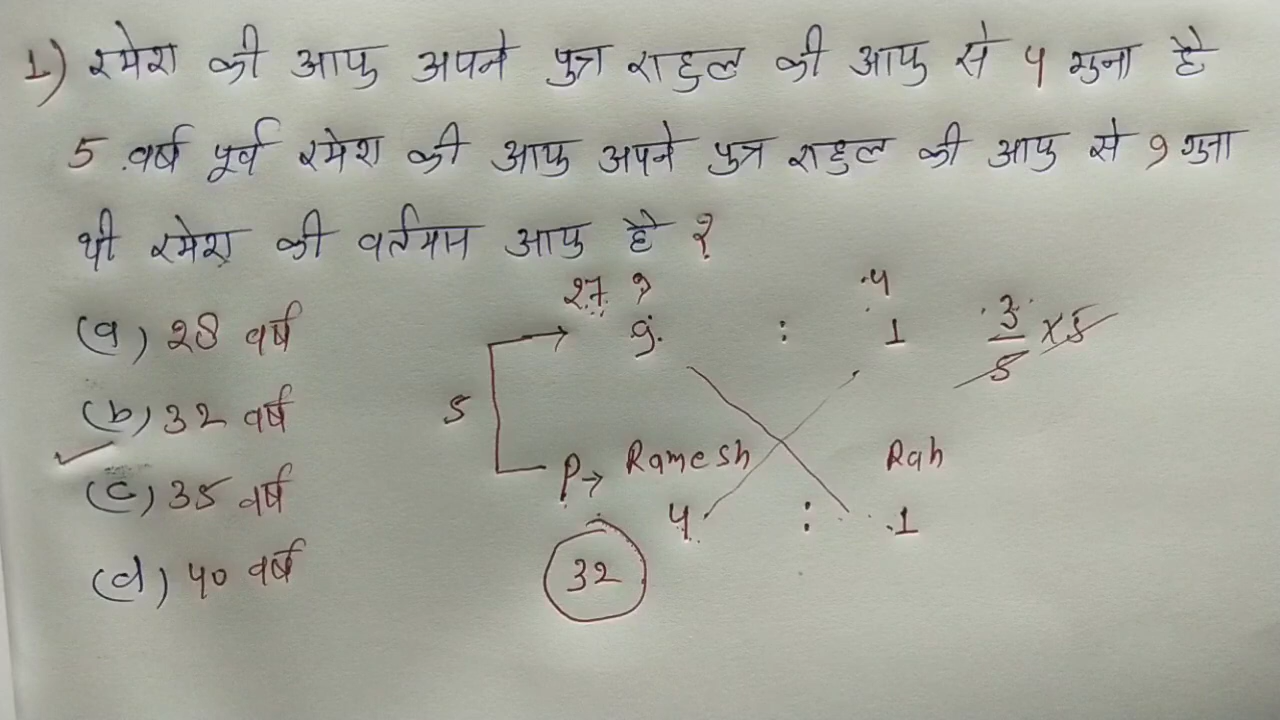 1) रमेश की आयु अपने पुत्र राहुल की आयु से 4 गुना है
5 वर्ष पूर्व रमेश की आयु अपने पुत्र राहुल की आयु से 9 गुना
थी रमेश की वर्तमान आयु है ?
27 9 4
(a) 28 वर्ष 9 : 1 3/5 x5
(b) 32 वर्ष 5
P→ Ramesh Rah
(c) 35 वर्ष 4 : 1
(d) 40 वर्ष 32